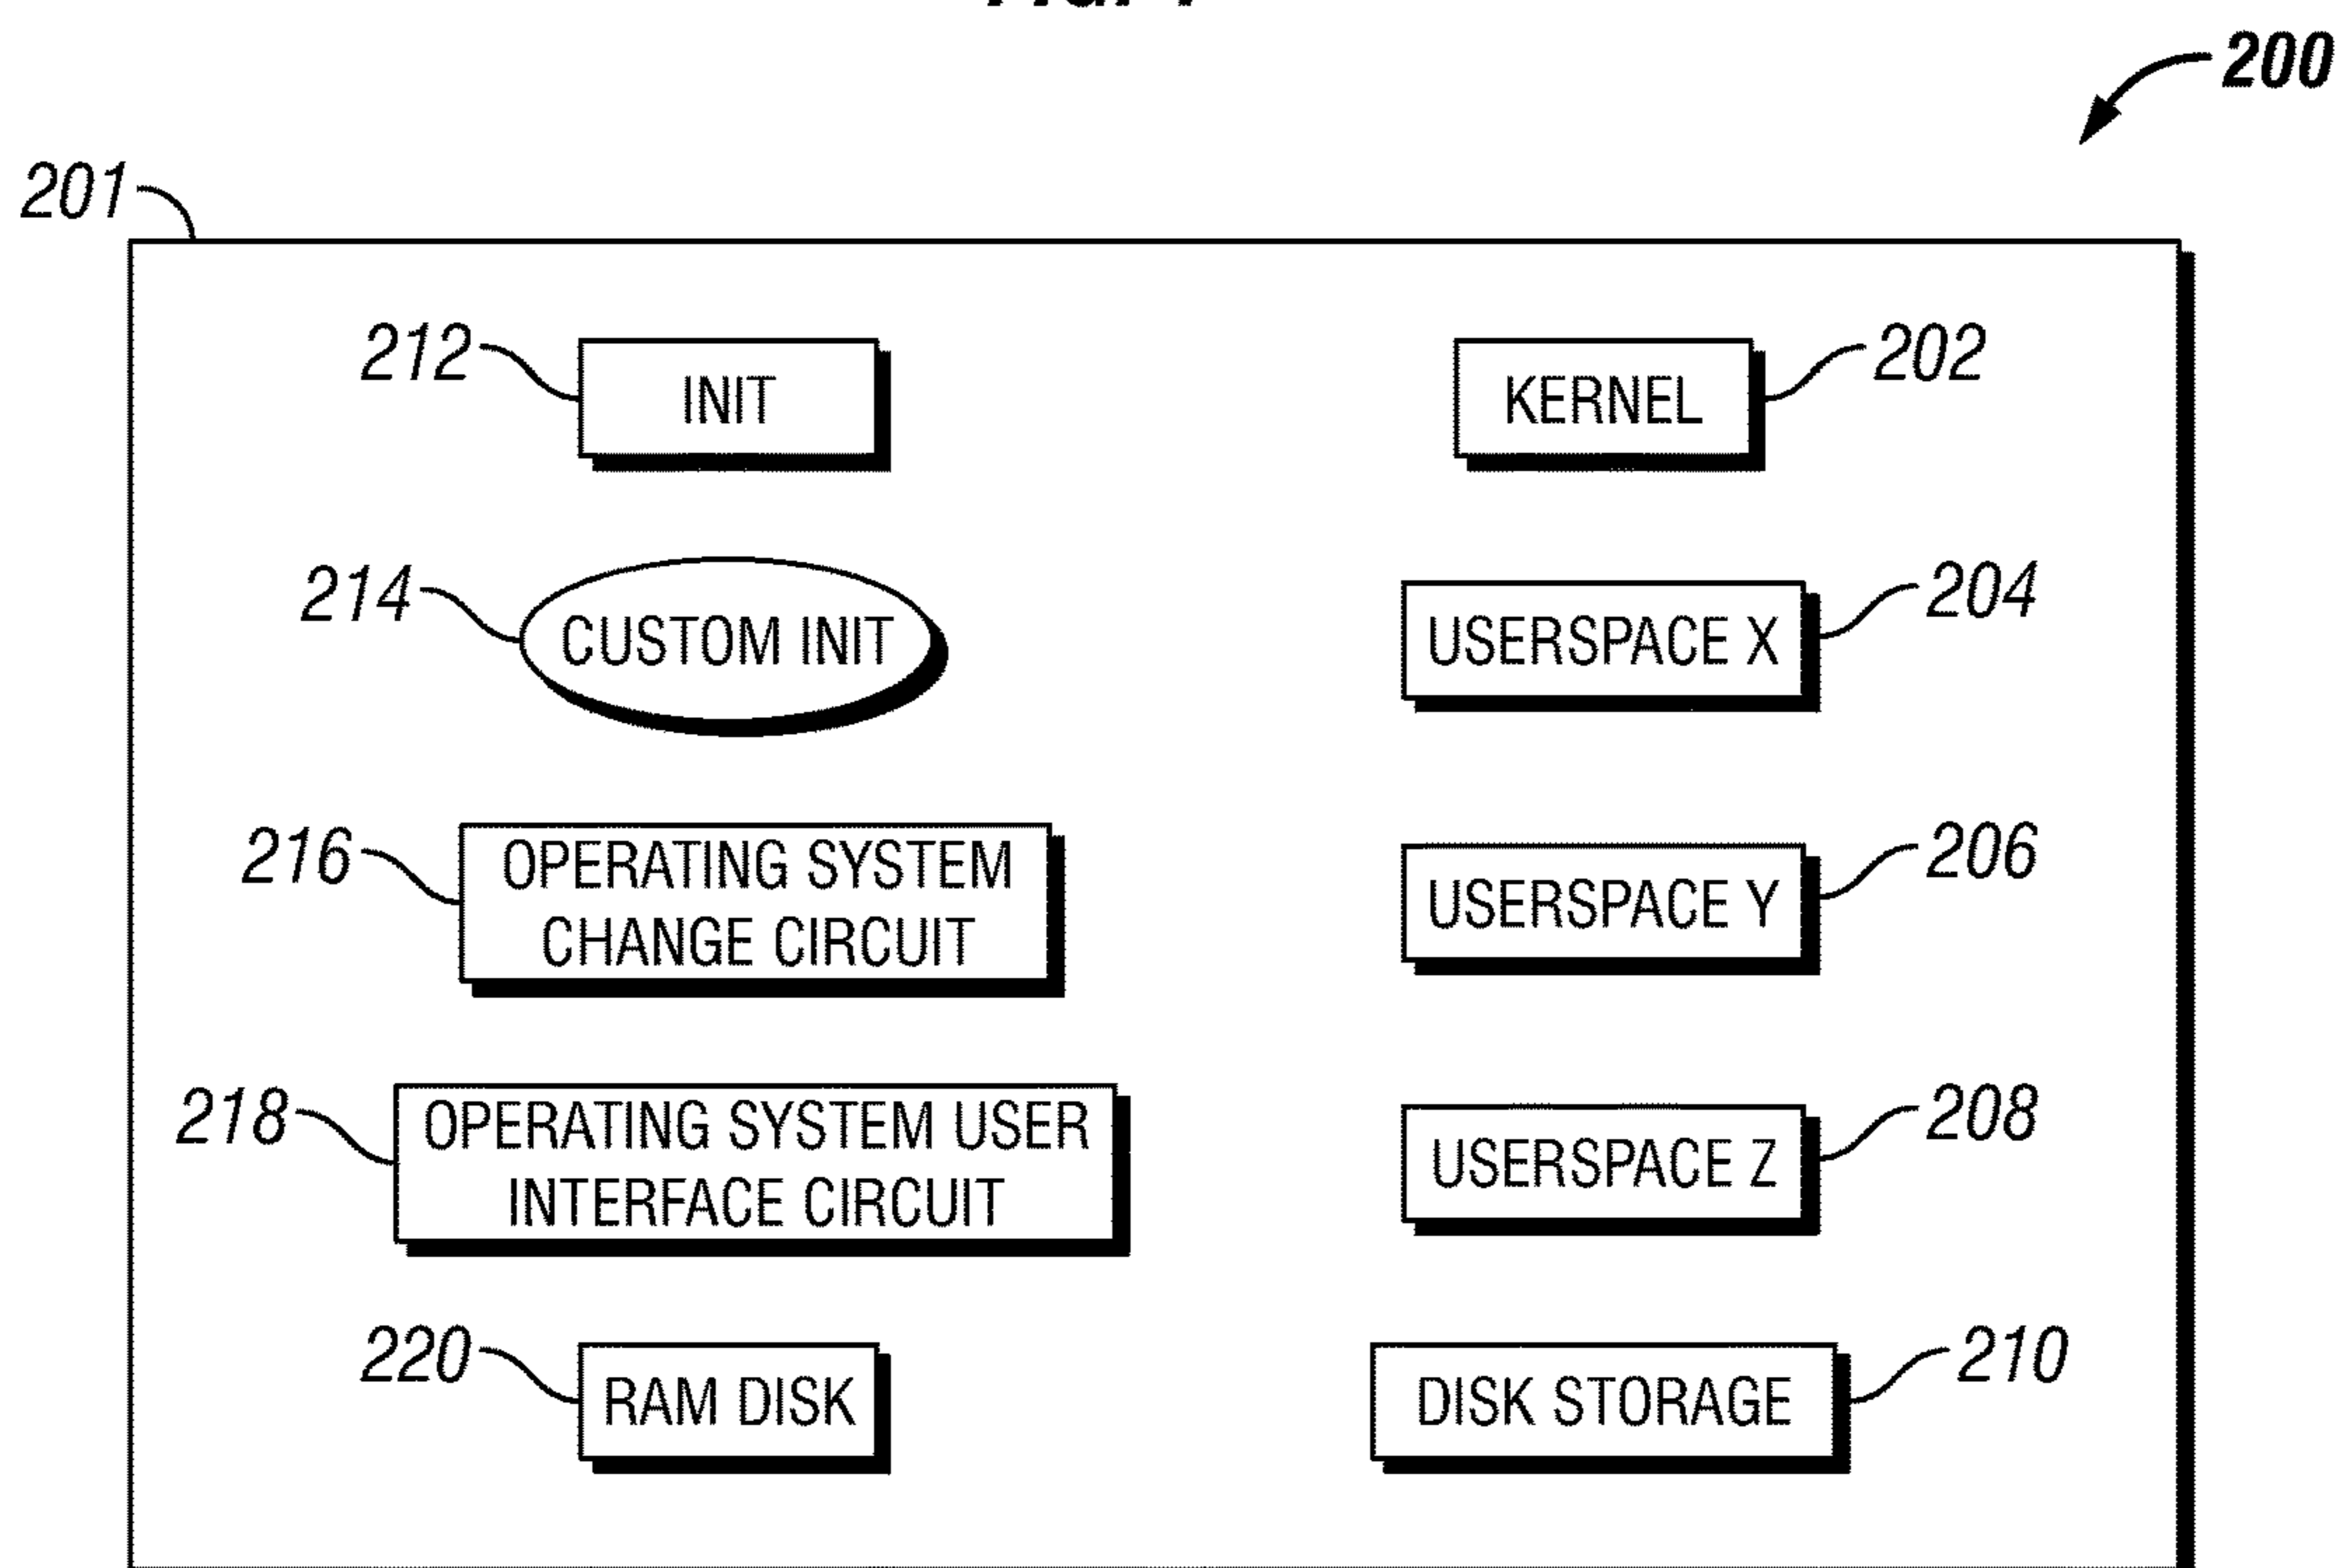 200
201
212
INIT
KERNEL
202
214
CUSTOM INIT
USERSPACE X
204
216
OPERATING SYSTEM
CHANGE CIRCUIT
USERSPACE Y
206
218
OPERATING SYSTEM USER
INTERFACE CIRCUIT
USERSPACE Z
208
220
RAM DISK
DISK STORAGE
210